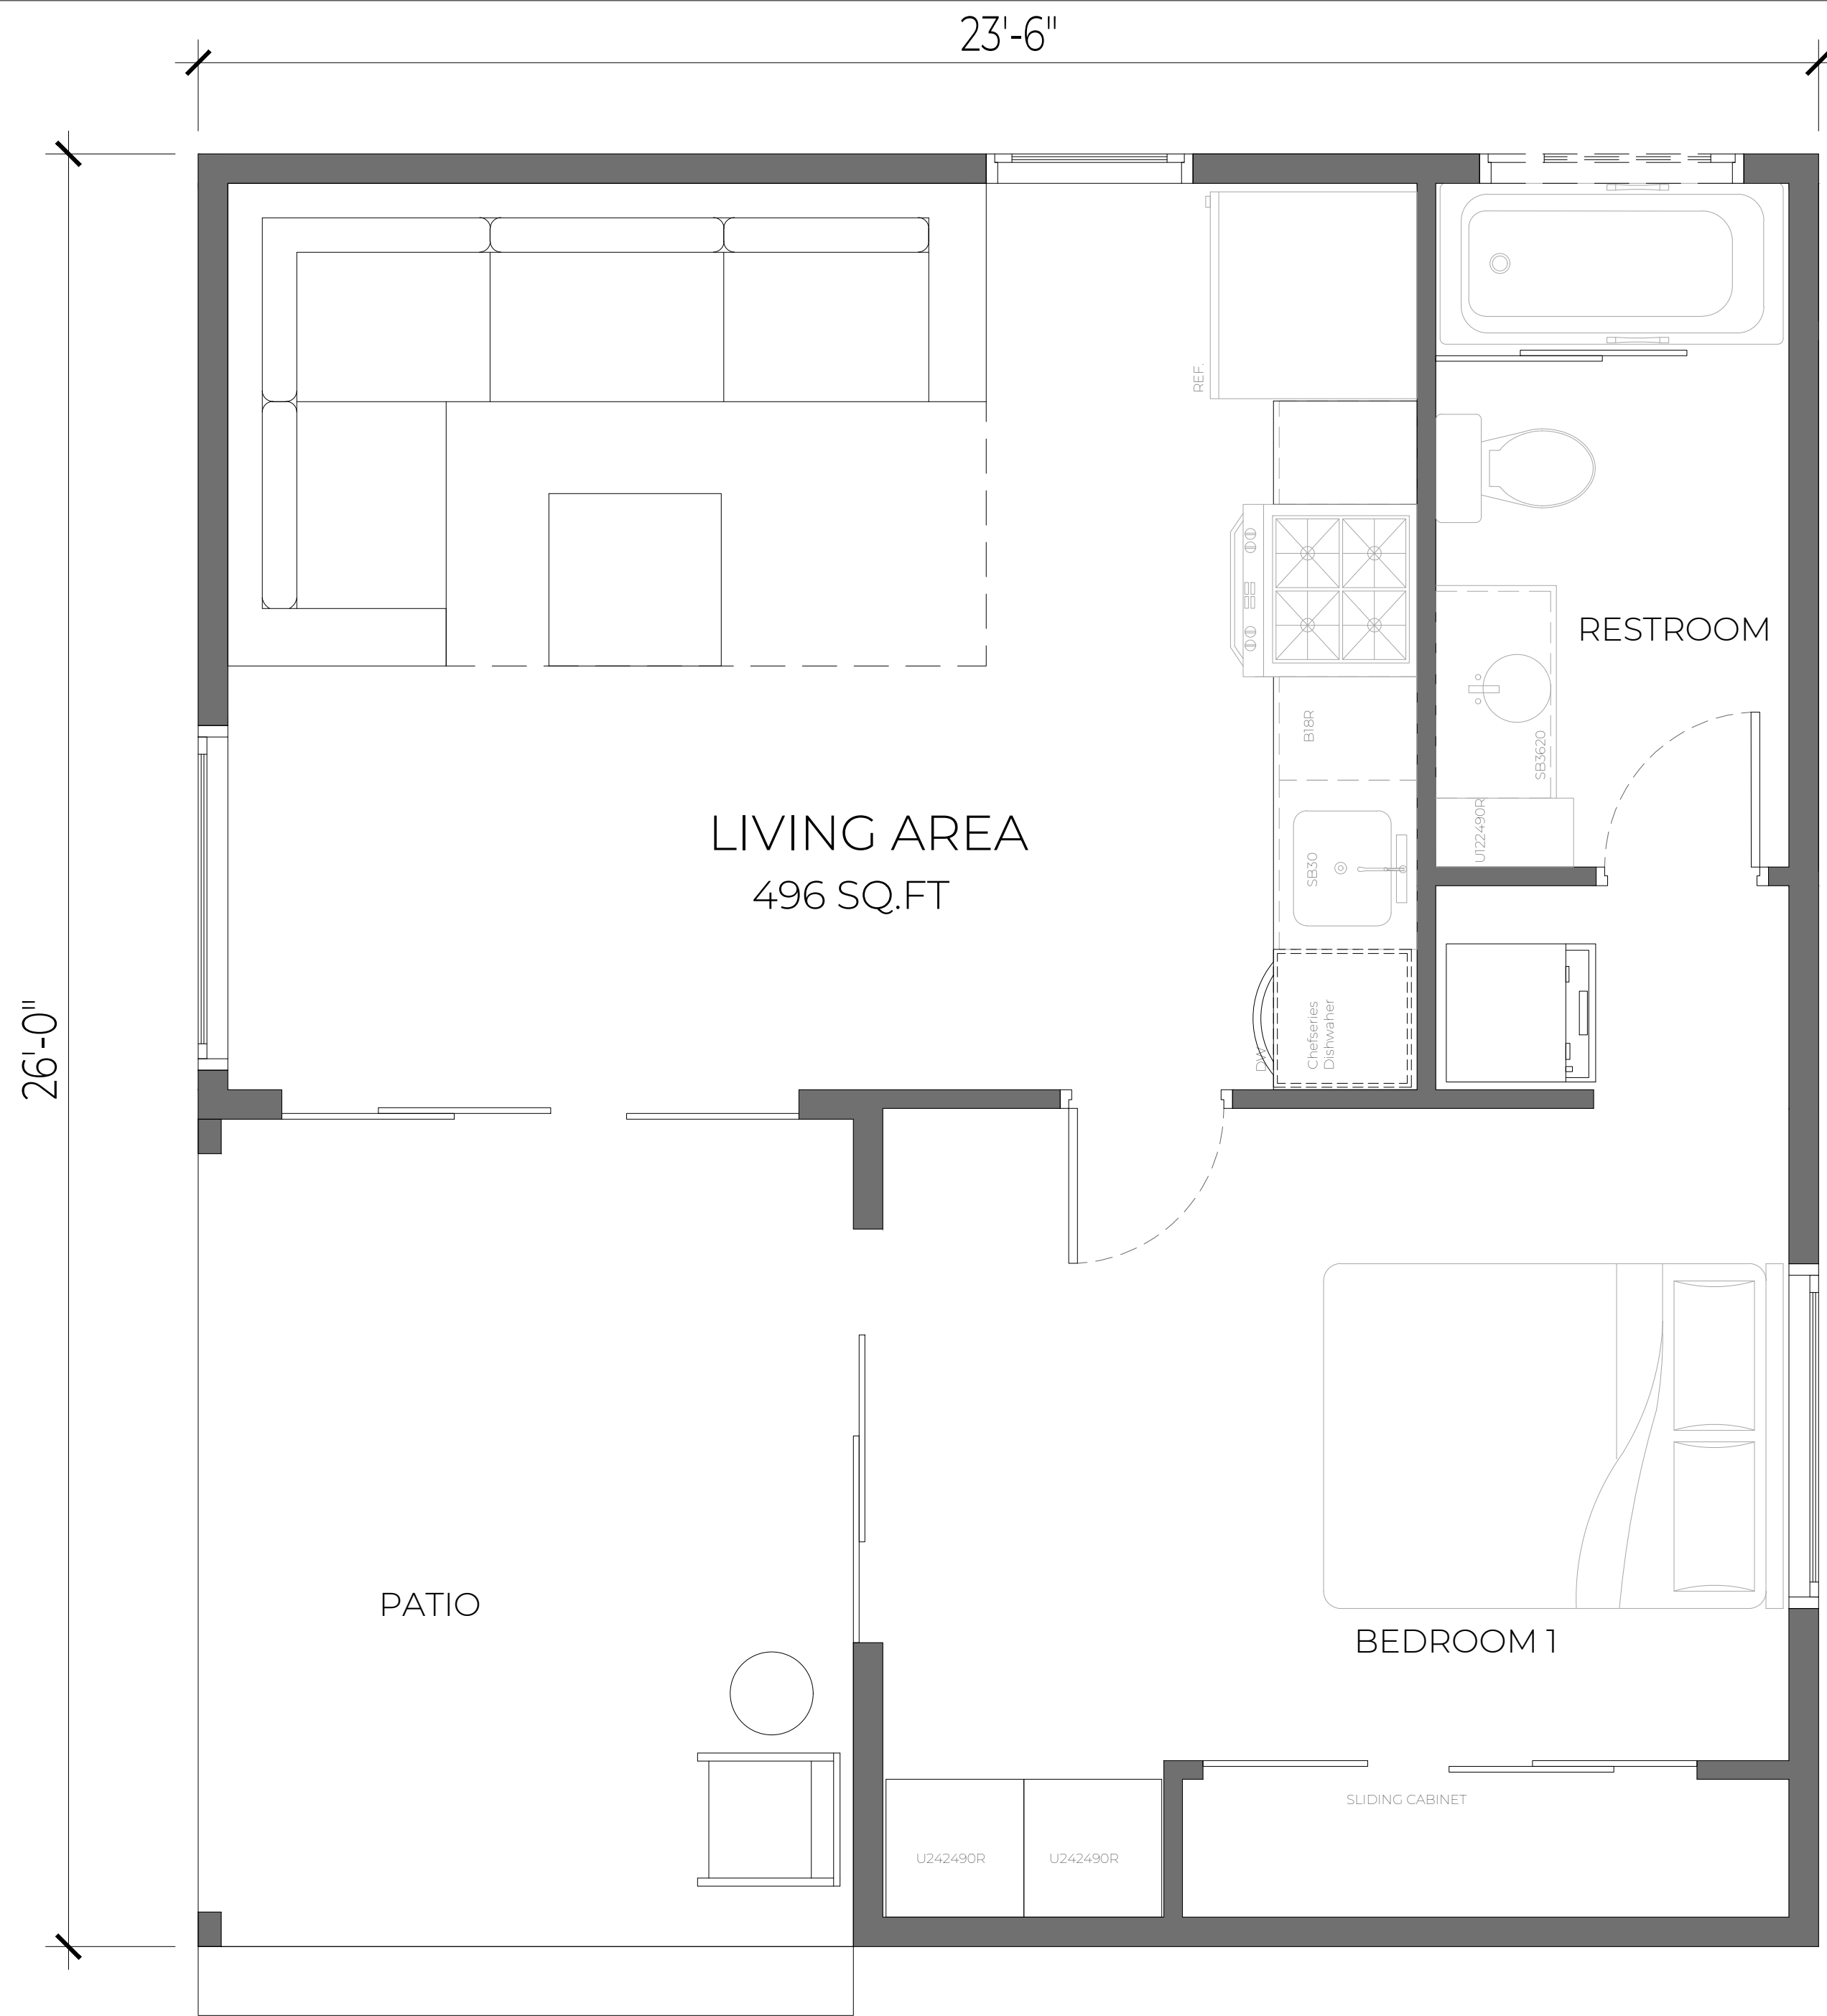 23'-6"
26'-0"
REF.
RESTROOM
B18R
SB3620
U122490R
LIVING AREA
496 SQ.FT
SB30
DW
Chefseries
Dishwaher
PATIO
BEDROOM 1
SLIDING CABINET
U242490R
U242490R